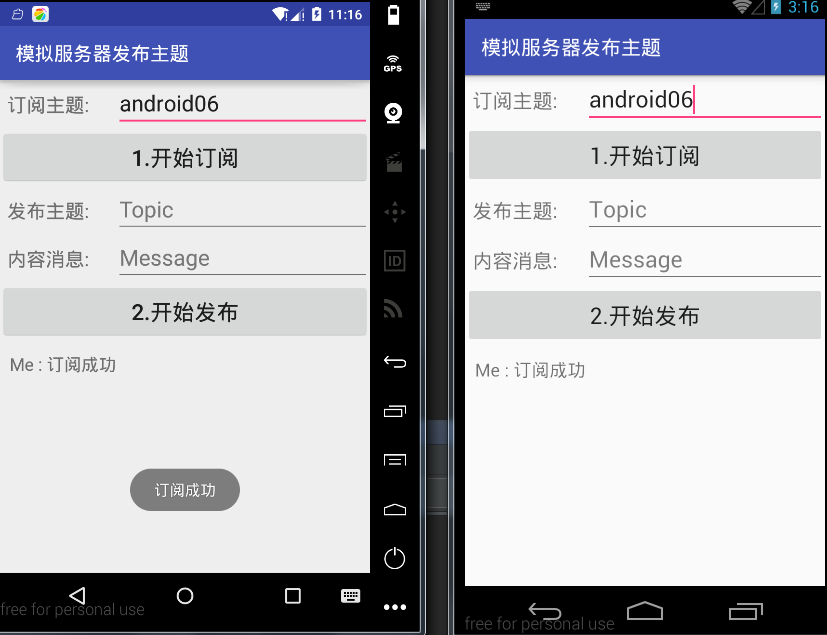 11:16
模拟服务器发布主题
订阅主题: android06
1.开始订阅
发布主题: Topic
内容消息: Message
2.开始发布
Me : 订阅成功
订阅成功
free for personal use
GPS
ID
3:16
模拟服务器发布主题
订阅主题: android06
1.开始订阅
发布主题: Topic
内容消息: Message
2.开始发布
Me : 订阅成功
free for personal use